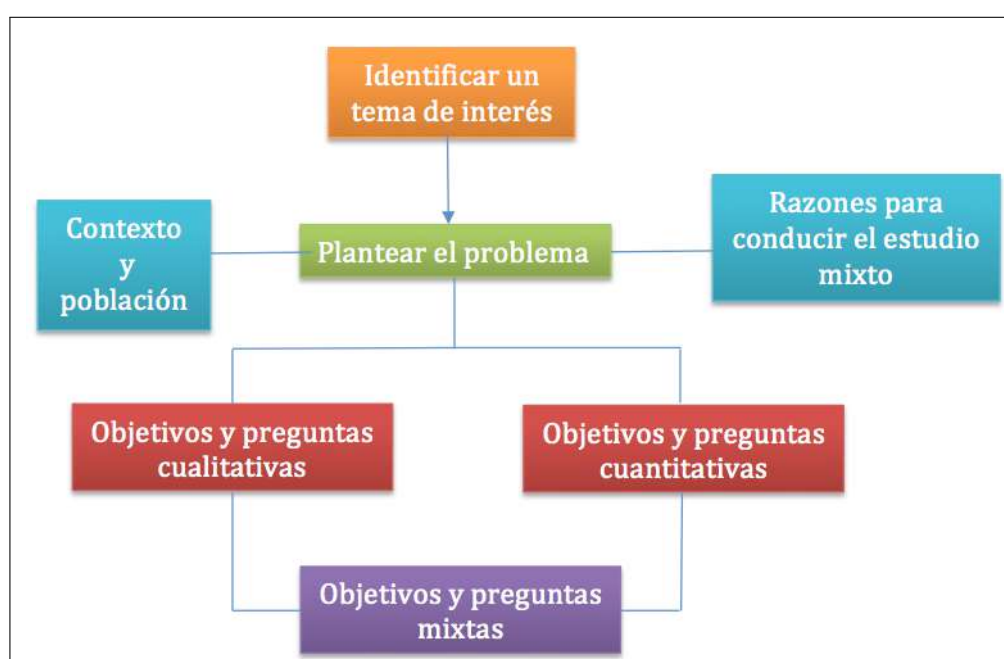 Identificar un
tema de interés
Contexto
y
población
Plantear el problema
Razones para
conducir el estudio
mixto
Objetivos y preguntas
cualitativas
Objetivos y preguntas
cuantitativas
Objetivos y preguntas
mixtas